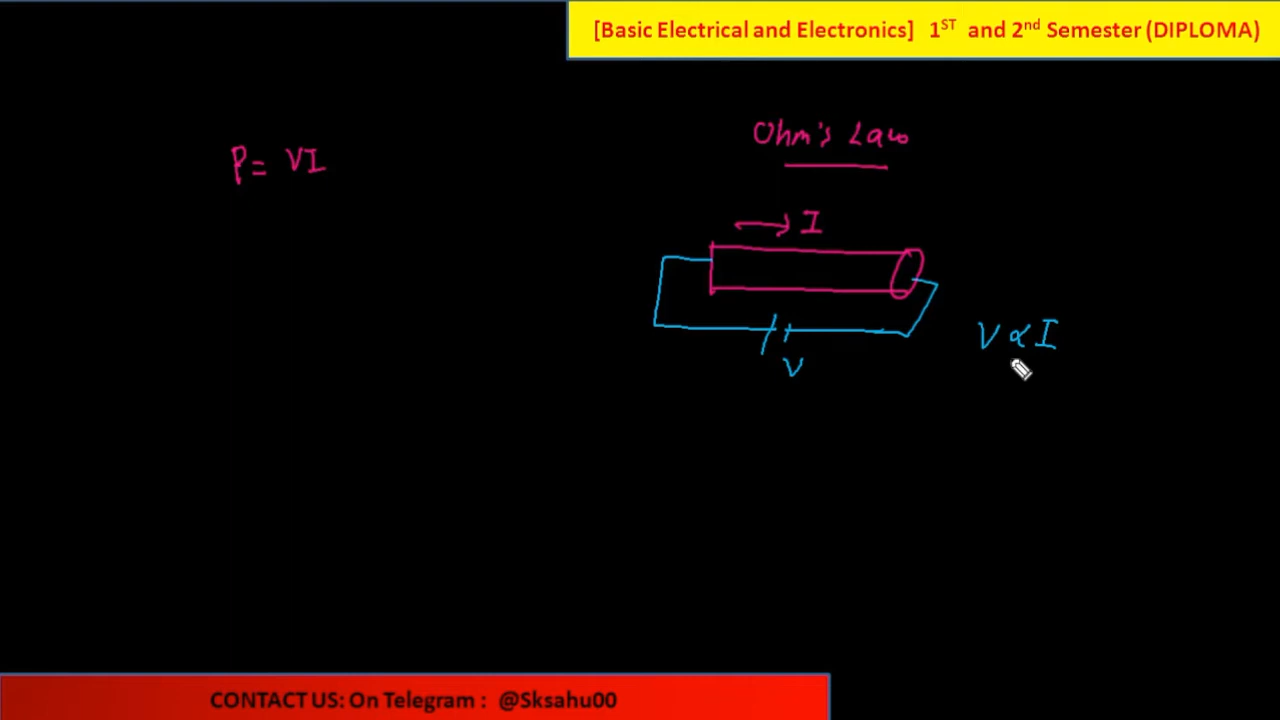 [Basic Electrical and Electronics] 1ST and 2nd Semester (DIPLOMA)
Ohm's Law
P = VI
I
V ∝ I
V
CONTACT US: On Telegram : @Sksahu00